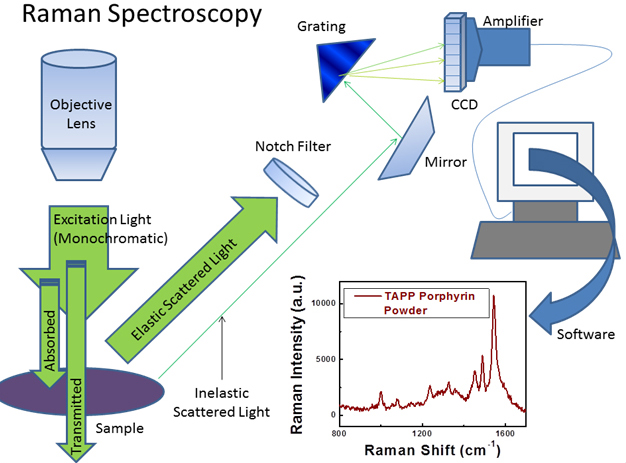 Raman Spectroscopy
Grating
Amplifier
Objective
Lens
CCD
Notch Filter
Mirror
Excitation Light
(Monochromatic)
Elastic Scattered Light
Absorbed
Transmitted
Inelastic
Scattered Light
Sample
Software
TAPP Porphyrin
Powder
Raman Intensity (a.u.)
10000
5000
0
800
1200
1600
Raman Shift (cm⁻¹)